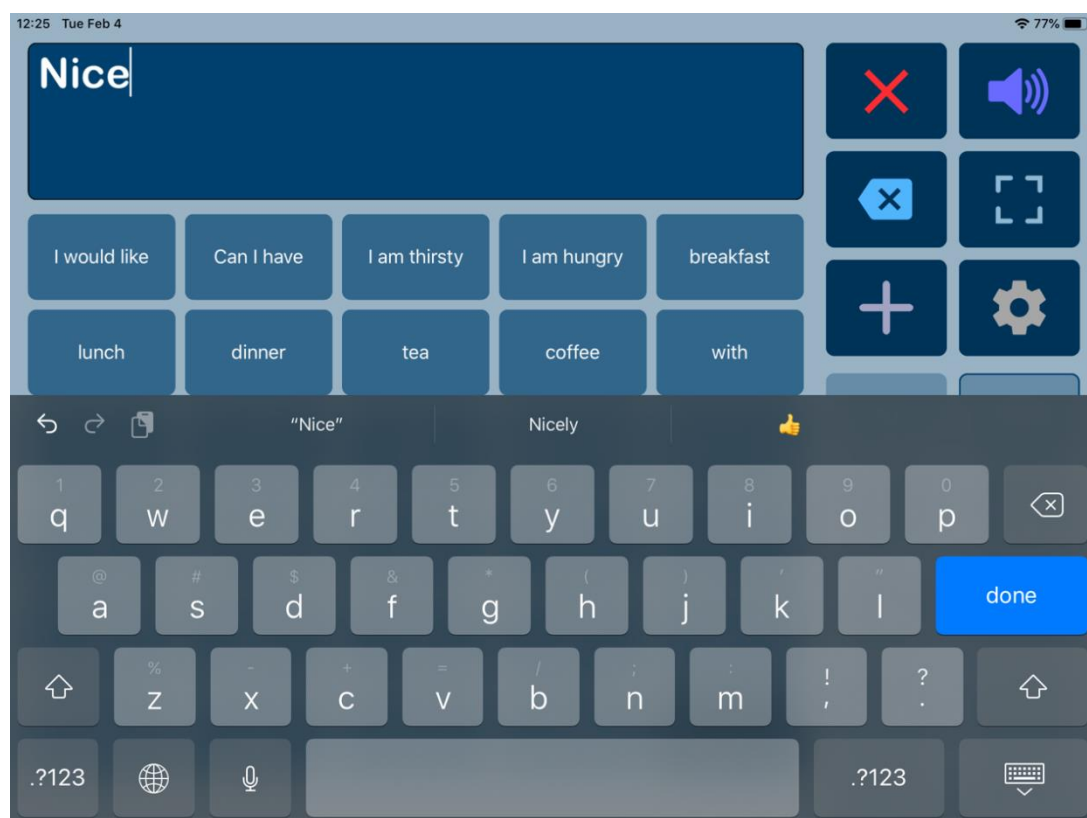 12:25 Tue Feb 4 77%
Nice
I would like Can I have I am thirsty I am hungry breakfast
lunch dinner tea coffee with
“Nice” Nicely 👍
1 2 3 4 5 6 7 8 9 0
q w e r t y u i o p
@ # $ & * ( ) ' "
a s d f g h j k l done
% - + = / ; : ! ?
z x c v b n m , .
.?123 .?123